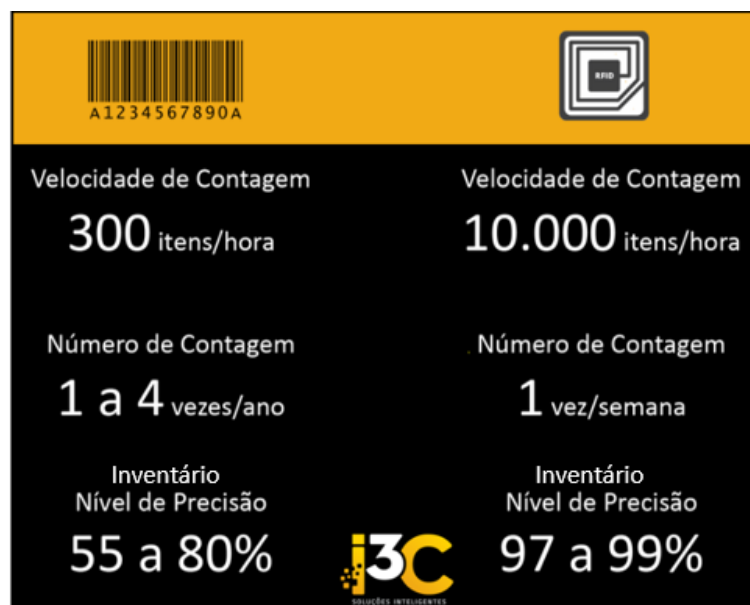 A1234567890A
RFID
Velocidade de Contagem
300 itens/hora
Velocidade de Contagem
10.000 itens/hora
Número de Contagem
1 a 4 vezes/ano
Número de Contagem
1 vez/semana
Inventário
Nível de Precisão
55 a 80%
Inventário
Nível de Precisão
97 a 99%
i3C
SOLUÇÕES INTELIGENTES